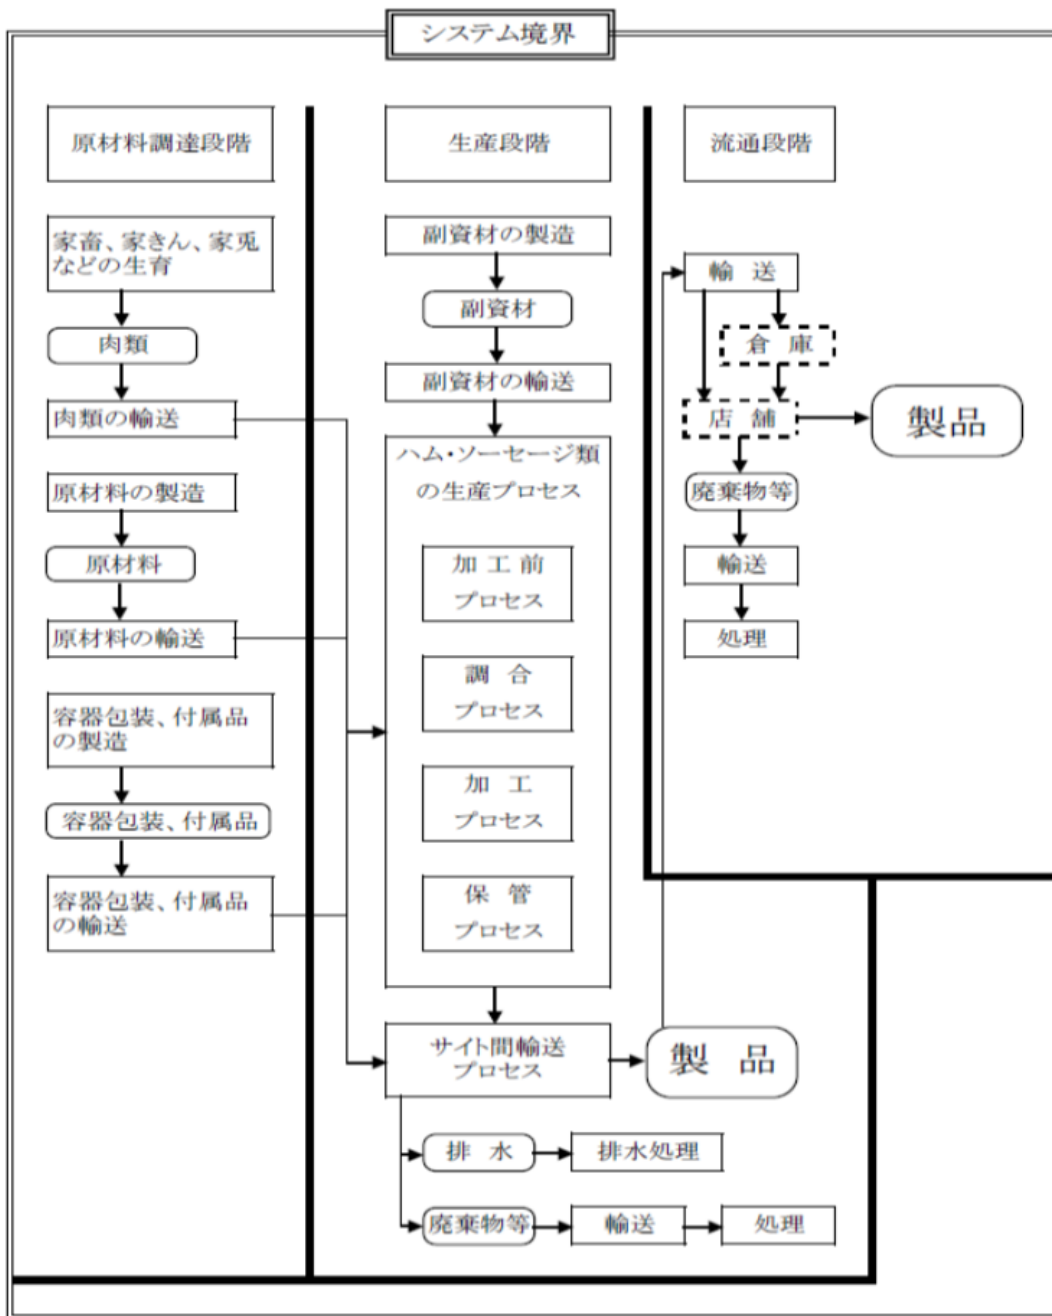 システム境界
原材料調達段階
家畜、家きん、家兎
などの生育
肉類
肉類の輸送
原材料の製造
原材料
原材料の輸送
容器包装、付属品
の製造
容器包装、付属品
容器包装、付属品
の輸送
生産段階
副資材の製造
副資材
副資材の輸送
ハム・ソーセージ類
の生産プロセス
加工前
プロセス
調合
プロセス
加工
プロセス
保管
プロセス
サイト間輸送
プロセス
製品
排水
排水処理
廃棄物等
輸送
処理
流通段階
輸送
倉庫
店舗
製品
廃棄物等
輸送
処理